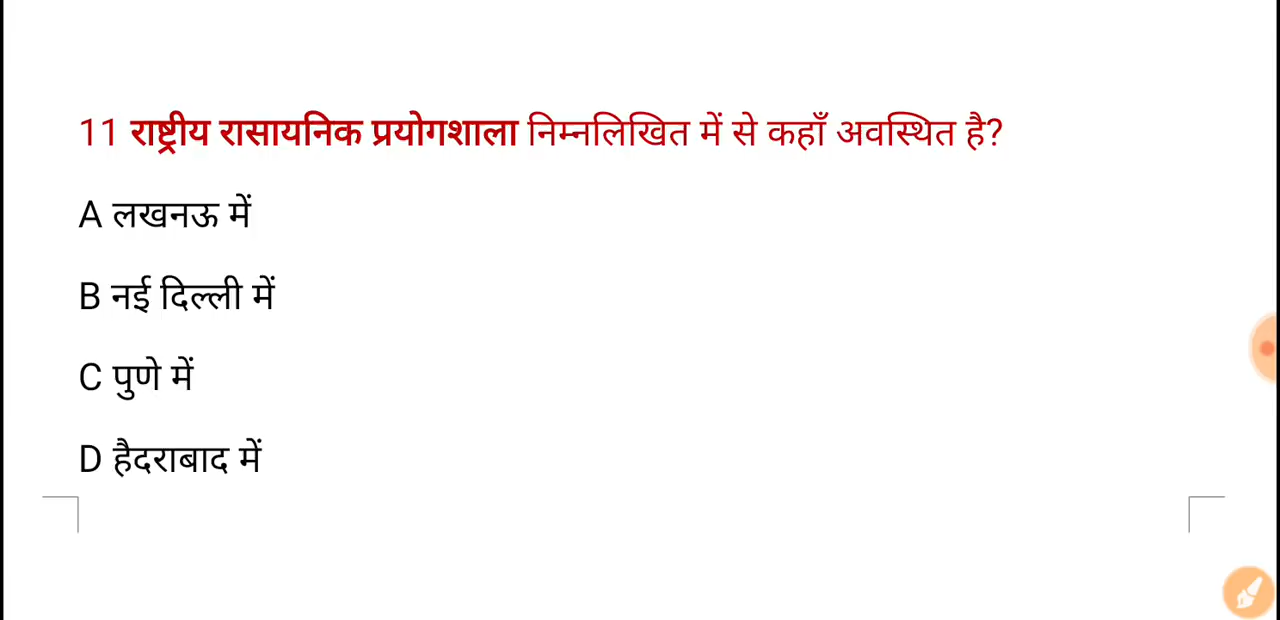 11 राष्ट्रीय रासायनिक प्रयोगशाला निम्नलिखित में से कहाँ अवस्थित है?
A लखनऊ में
B नई दिल्ली में
C पुणे में
D हैदराबाद में